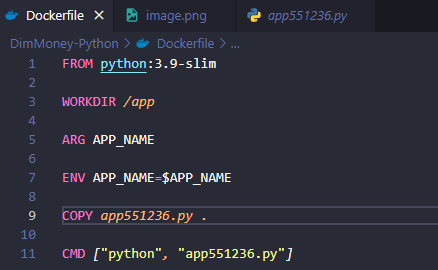 Dockerfile X image.png app551236.py
DimMoney-Python > Dockerfile > ...
1 FROM python:3.9-slim
2
3 WORKDIR /app
4
5 ARG APP_NAME
6
7 ENV APP_NAME=$APP_NAME
8
9 COPY app551236.py .
10
11 CMD ["python", "app551236.py"]